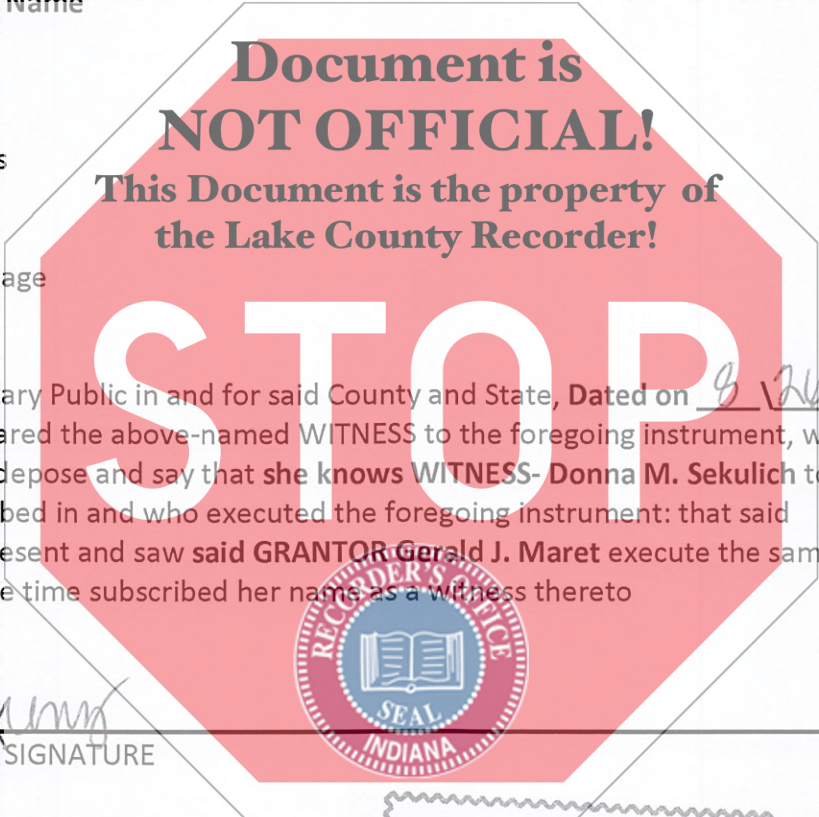 Name
Document is
NOT OFFICIAL!
This Document is the property of
the Lake County Recorder!
s
age
STOP
ary Public in and for said County and State, Dated on 8 \
ared the above-named WITNESS to the foregoing instrument, w
depose and say that she knows WITNESS- Donna M. Sekulich to
bed in and who executed the foregoing instrument: that said
esent and saw said GRANTOR Gerald J. Maret execute the sam
e time subscribed her name as a witness thereto
RECORDER'S OFFICE
SEAL
INDIANA
SIGNATURE